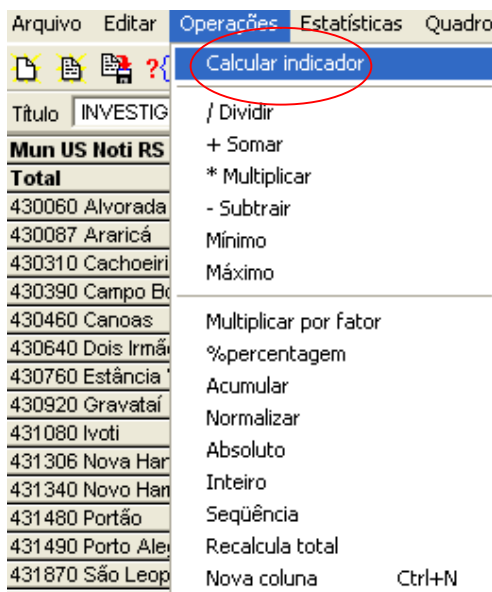 Arquivo Editar Operações Estatísticas Quadro
Calcular indicador
Título INVESTIG
Mun US Noti RS
Total
430060 Alvorada
430087 Araricá
430310 Cachoeiri
430390 Campo Bo
430460 Canoas
430640 Dois Irmã
430760 Estância
430920 Gravataí
431080 Ivoti
431306 Nova Har
431340 Novo Ham
431480 Portão
431490 Porto Ale
431870 São Leop
/ Dividir
+ Somar
* Multiplicar
- Subtrair
Mínimo
Máximo
Multiplicar por fator
%percentagem
Acumular
Normalizar
Absoluto
Inteiro
Seqüência
Recalcula total
Nova coluna Ctrl+N